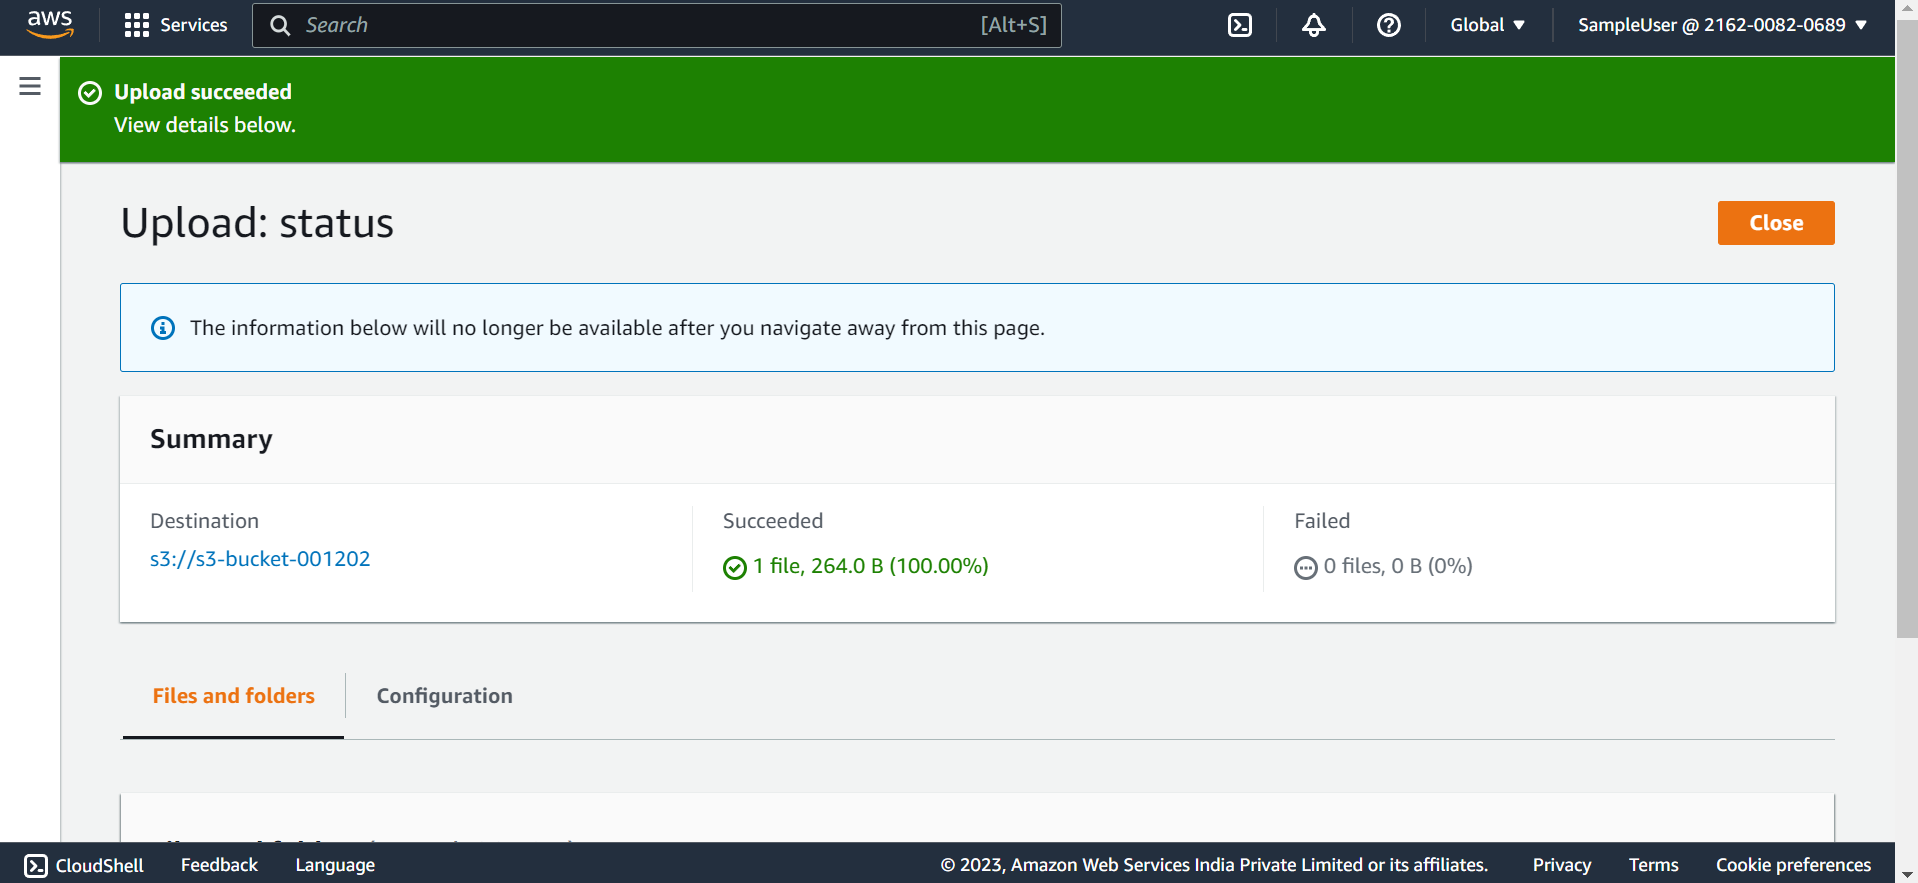 aws Services Search [Alt+S] Global SampleUser @ 2162-0082-0689
Upload succeeded
View details below.
Upload: status
Close
The information below will no longer be available after you navigate away from this page.
Summary
Destination Succeeded Failed
s3://s3-bucket-001202 1 file, 264.0 B (100.00%) 0 files, 0 B (0%)
Files and folders Configuration
CloudShell Feedback Language © 2023, Amazon Web Services India Private Limited or its affiliates. Privacy Terms Cookie preferences